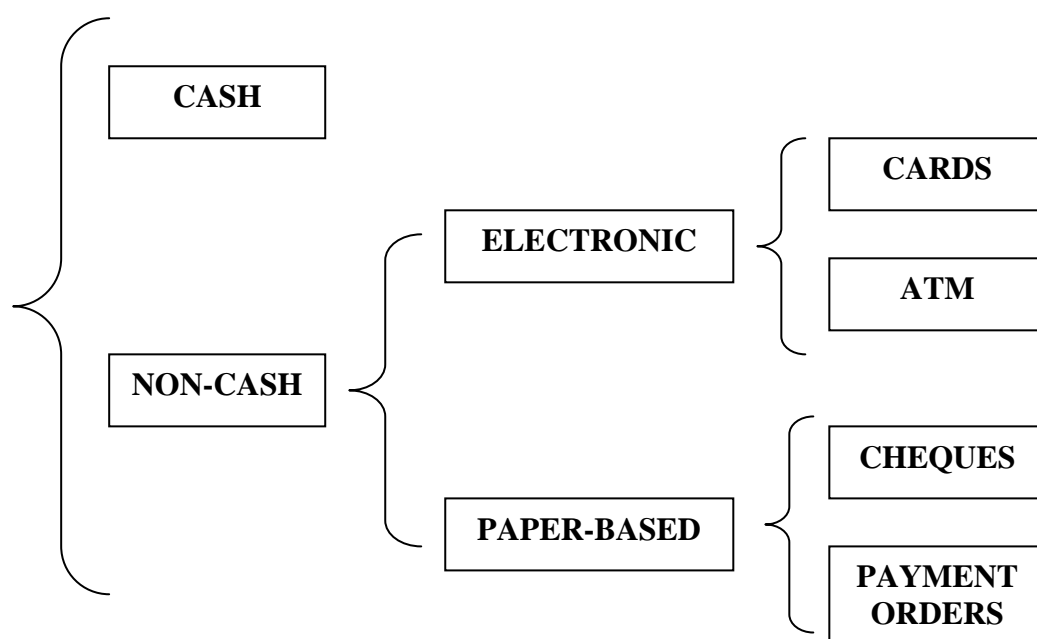 CASH
NON-CASH
ELECTRONIC
PAPER-BASED
CARDS
ATM
CHEQUES
PAYMENT
ORDERS